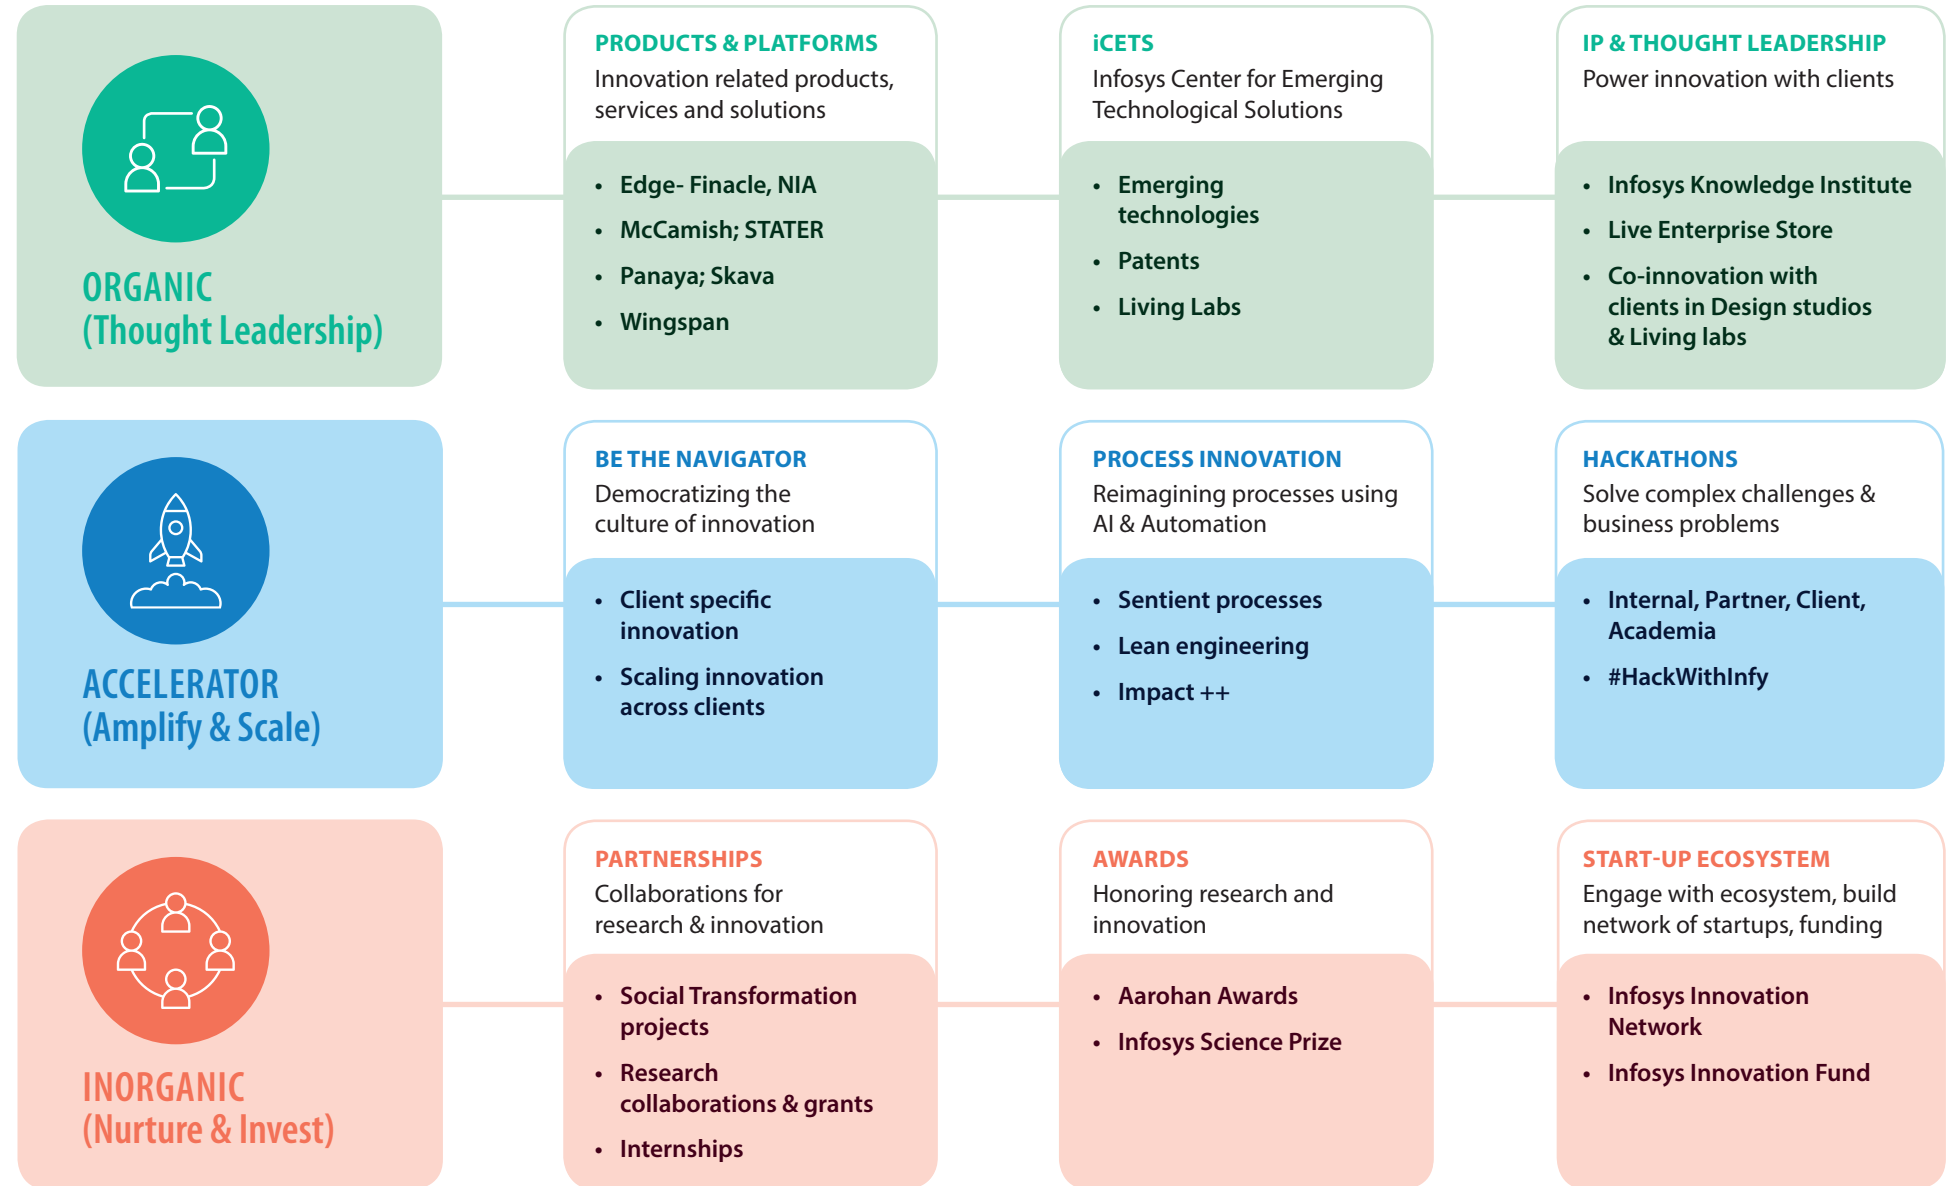 ORGANIC
(Thought Leadership)
PRODUCTS & PLATFORMS
Innovation related products,
services and solutions
• Edge- Finacle, NIA
• McCamish; STATER
• Panaya; Skava
• Wingspan
iCETS
Infosys Center for Emerging
Technological Solutions
• Emerging
technologies
• Patents
• Living Labs
IP & THOUGHT LEADERSHIP
Power innovation with clients
• Infosys Knowledge Institute
• Live Enterprise Store
• Co-innovation with
clients in Design studios
& Living labs
ACCELERATOR
(Amplify & Scale)
BE THE NAVIGATOR
Democratizing the
culture of innovation
• Client specific
innovation
• Scaling innovation
across clients
PROCESS INNOVATION
Reimagining processes using
AI & Automation
• Sentient processes
• Lean engineering
• Impact ++
HACKATHONS
Solve complex challenges &
business problems
• Internal, Partner, Client,
Academia
• #HackWithInfy
INORGANIC
(Nurture & Invest)
PARTNERSHIPS
Collaborations for
research & innovation
• Social Transformation
projects
• Research
collaborations & grants
• Internships
AWARDS
Honoring research and
innovation
• Aarohan Awards
• Infosys Science Prize
START-UP ECOSYSTEM
Engage with ecosystem, build
network of startups, funding
• Infosys Innovation
Network
• Infosys Innovation Fund